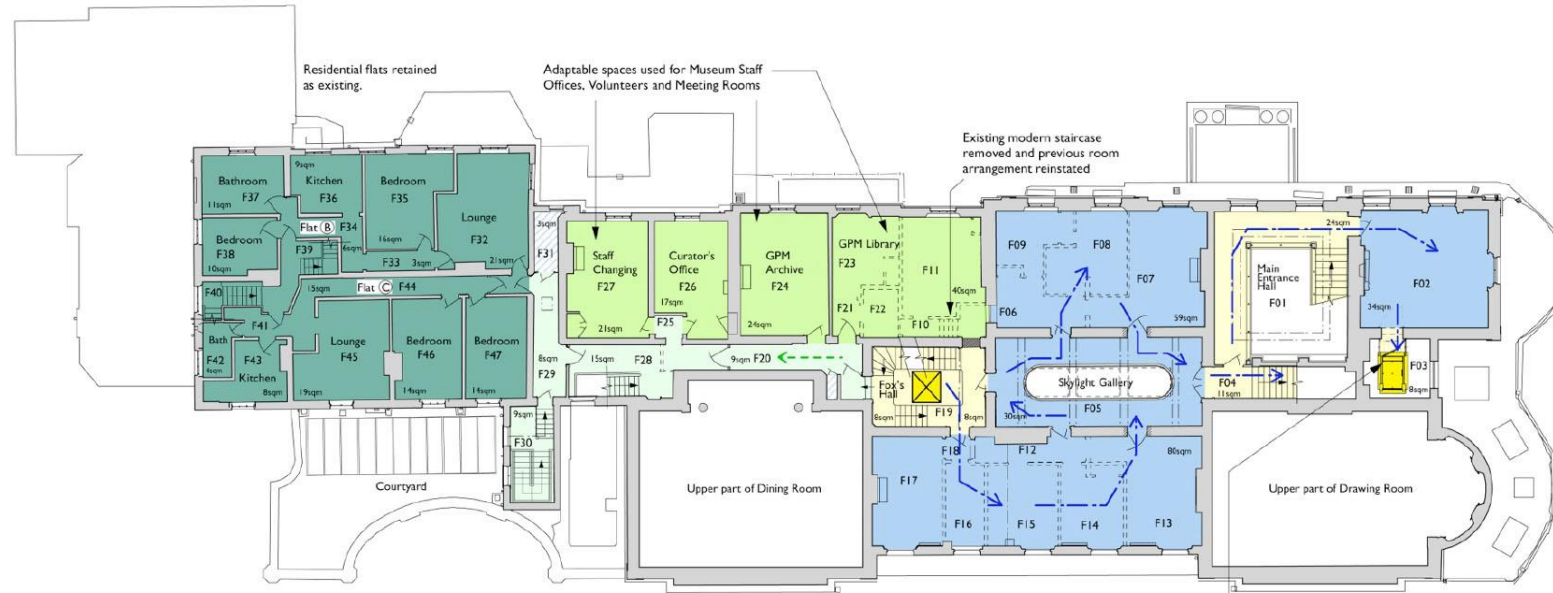 Residential flats retained
as existing.
Adaptable spaces used for Museum Staff
Offices, Volunteers and Meeting Rooms
Existing modern staircase
removed and previous room
arrangement reinstated
Bathroom
F37
11sqm
9sqm
Kitchen
F36
Bedroom
F35
16sqm
Lounge
F32
21sqm
Flat B
F34
6sqm
Bedroom
F38
10sqm
F39
F33
3sqm
Flat C
F44
15sqm
F40
F41
Bath
F42
4sqm
F43
Kitchen
8sqm
Lounge
F45
19sqm
Bedroom
F46
14sqm
Bedroom
F47
14sqm
3sqm
F31
8sqm
F29
9sqm
F30
Courtyard
Staff
Changing
F27
21sqm
Curator's
Office
F26
17sqm
F25
15sqm
F28
GPM
Archive
F24
24sqm
9sqm
F20
GPM Library
F23
F22
F21
F11
40sqm
F10
Fox's
Hall
8sqm
F19
8sqm
Upper part of Dining Room
F09
F08
F07
F06
59sqm
Skylight Gallery
F05
30sqm
F18
F17
F16
F12
F15
F14
F13
80sqm
24sqm
Main
Entrance
Hall
F01
F02
34sqm
F03
8sqm
F04
11sqm
Upper part of Drawing Room